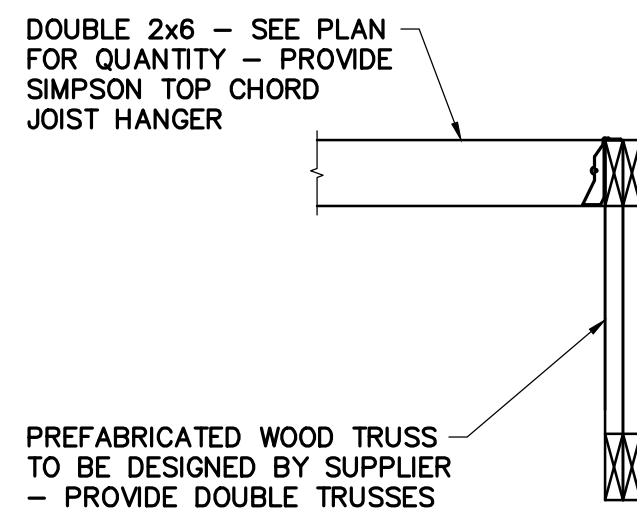 DOUBLE 2x6 – SEE PLAN
FOR QUANTITY – PROVIDE
SIMPSON TOP CHORD
JOIST HANGER
PREFABRICATED WOOD TRUSS
TO BE DESIGNED BY SUPPLIER
– PROVIDE DOUBLE TRUSSES